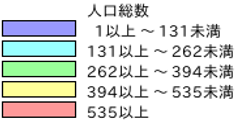 人口総数
1以上 ～ 131未満
131以上 ～ 262未満
262以上 ～ 394未満
394以上 ～ 535未満
535以上